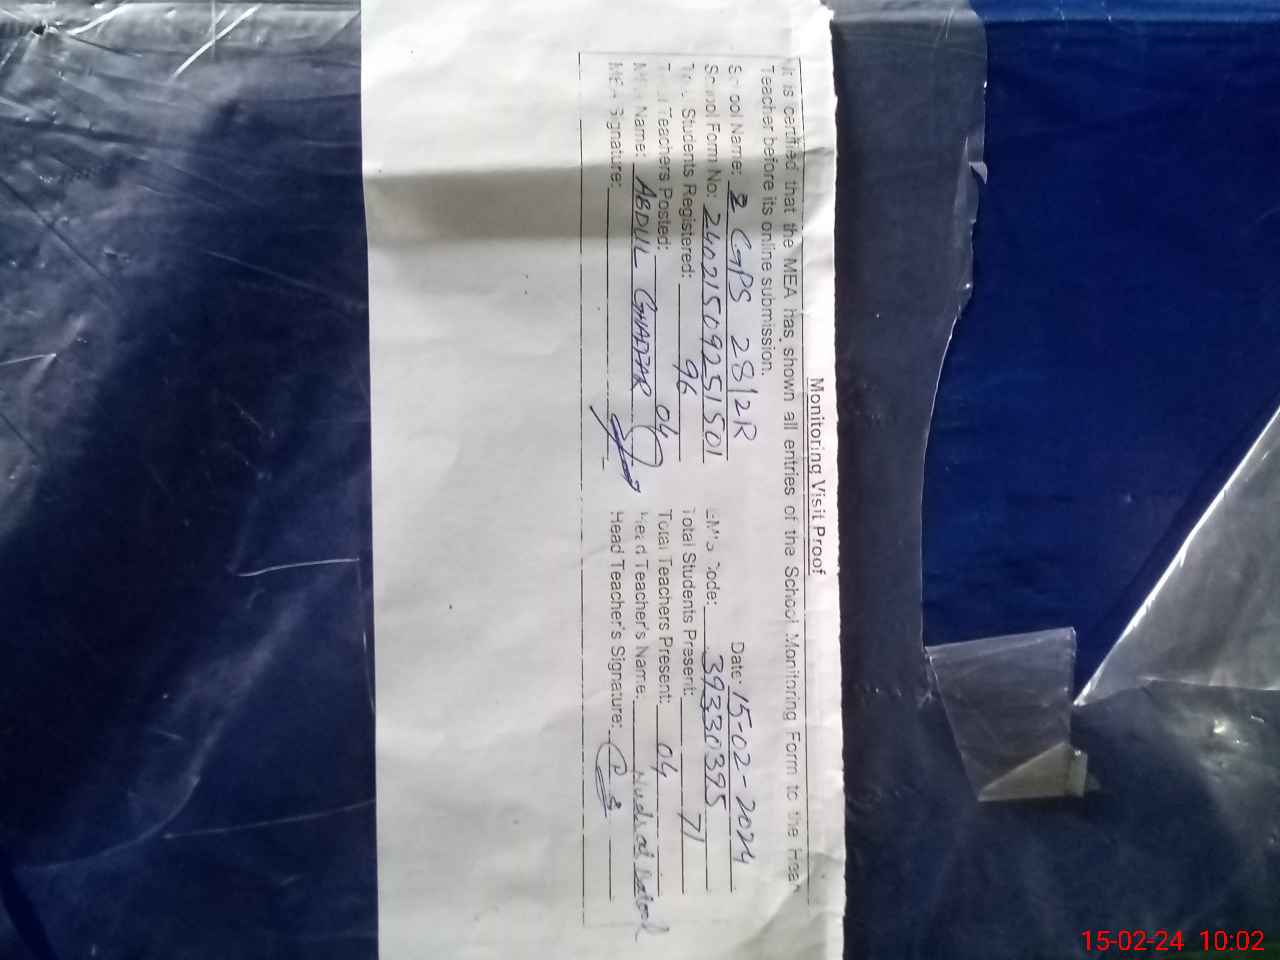 Monitoring Visit Proof
It is certified that the MEA has shown all entries of the School Monitoring Form to the Head
Teacher before its online submission.
School Name: GPS 28/2R Date: 15-02-2024
School Form No: 24021509251501 EMIS Code: 39330395
Total Students Registered: 96 Total Students Present: 71
Total Teachers Posted: 04 Total Teachers Present: 04
MEA Name: ABDUL GHAFFAR Head Teacher's Name:
MEA Signature: Head Teacher's Signature:
15-02-24 10:02